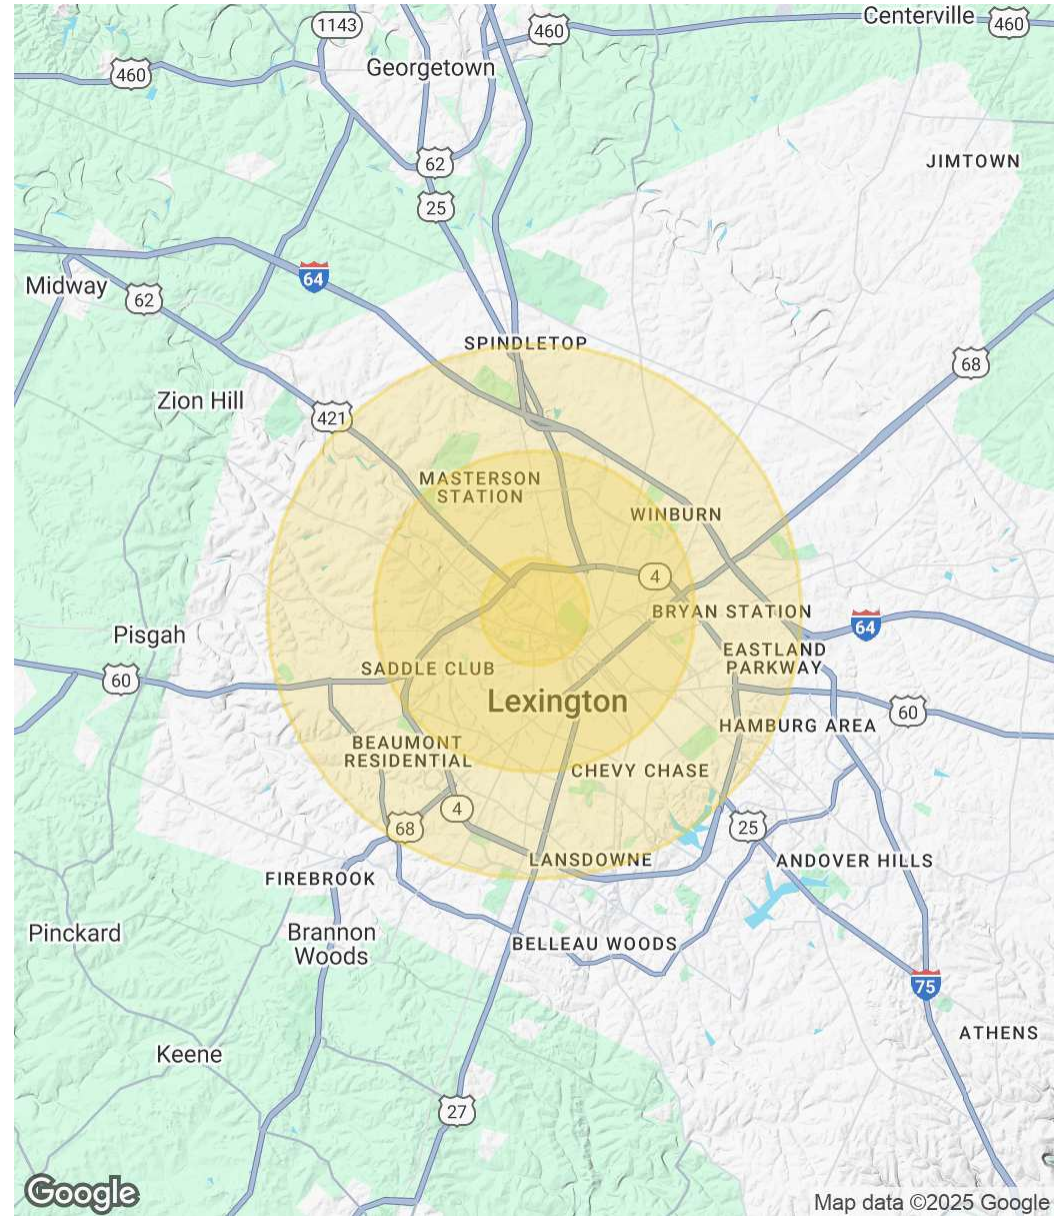 1143
460
Centerville
460
Georgetown
460
62
JIMTOWN
25
64
Midway
62
SPINDLETOP
68
Zion Hill
421
MASTERSON
STATION
WINBURN
4
BRYAN STATION
64
Pisgah
EASTLAND
PARKWAY
SADDLE CLUB
60
Lexington
60
HAMBURG AREA
BEAUMONT
RESIDENTIAL
CHEVY CHASE
4
68
25
LANSDOWNE
ANDOVER HILLS
FIREBROOK
Pinckard
Brannon
Woods
BELLEAU WOODS
75
ATHENS
Keene
27
Google
Map data ©2025 Google